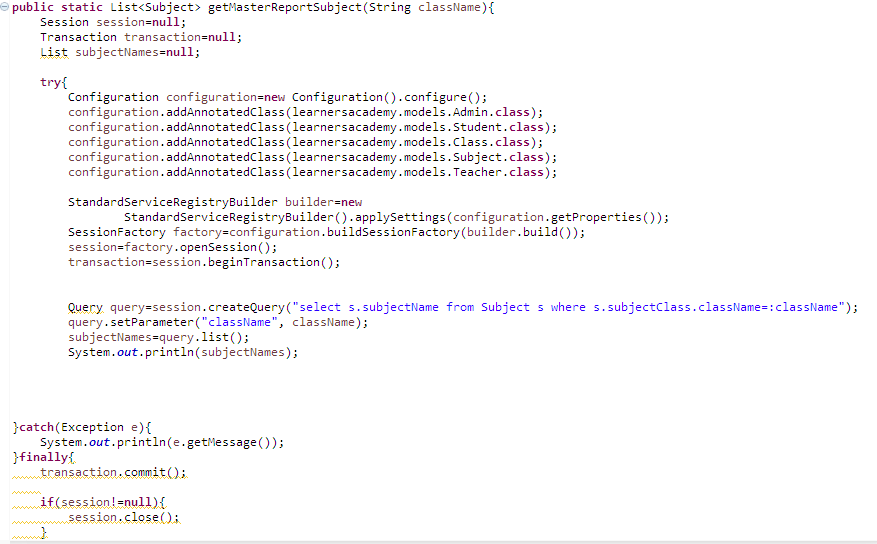 public static List<Subject> getMasterReportSubject(String className){
    Session session=null;
    Transaction transaction=null;
    List subjectNames=null;

    try{
        Configuration configuration=new Configuration().configure();
        configuration.addAnnotatedClass(learnersacademy.models.Admin.class);
        configuration.addAnnotatedClass(learnersacademy.models.Student.class);
        configuration.addAnnotatedClass(learnersacademy.models.Class.class);
        configuration.addAnnotatedClass(learnersacademy.models.Subject.class);
        configuration.addAnnotatedClass(learnersacademy.models.Teacher.class);

        StandardServiceRegistryBuilder builder=new
                StandardServiceRegistryBuilder().applySettings(configuration.getProperties());
        SessionFactory factory=configuration.buildSessionFactory(builder.build());
        session=factory.openSession();
        transaction=session.beginTransaction();

        Query query=session.createQuery("select s.subjectName from Subject s where s.subjectClass.className=:className");
        query.setParameter("className", className);
        subjectNames=query.list();
        System.out.println(subjectNames);

}catch(Exception e){
    System.out.println(e.getMessage());
}finally{
    transaction.commit();

    if(session!=null){
        session.close();
    }